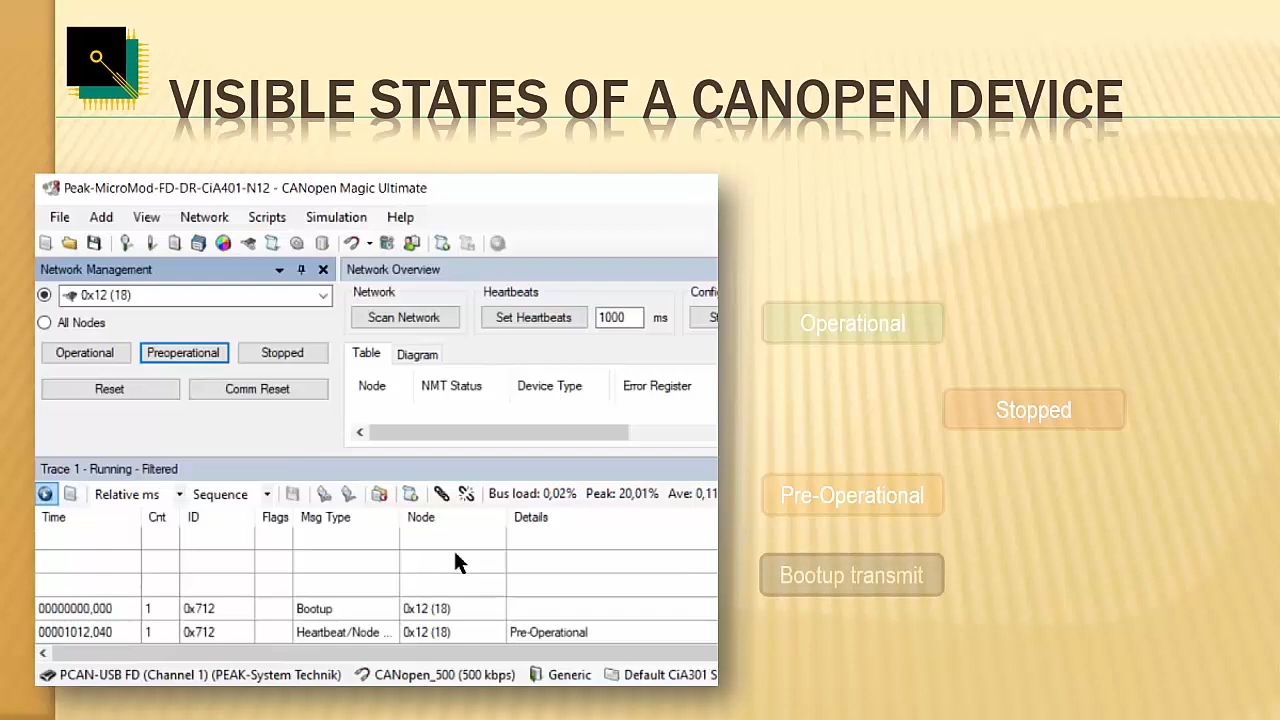 VISIBLE STATES OF A CANOPEN DEVICE
Peak-MicroMod-FD-DR-CiA401-N12 - CANopen Magic Ultimate
File Add View Network Scripts Simulation Help
Network Management
0x12 (18)
All Nodes
Operational Preoperational Stopped
Reset Comm Reset
Network Overview
Network Heartbeats Confi
Scan Network Set Heartbeats 1000 ms St
Table Diagram
Node NMT Status Device Type Error Register
Trace 1 - Running - Filtered
Relative ms Sequence Bus load: 0,02% Peak: 20,01% Ave: 0,11
Time Cnt ID Flags Msg Type Node Details
00000000,000 1 0x712 Bootup 0x12 (18)
00001012,040 1 0x712 Heartbeat/Node ... 0x12 (18) Pre-Operational
PCAN-USB FD (Channel 1) (PEAK-System Technik) CANopen_500 (500 kbps) Generic Default CiA301 S
Operational
Stopped
Pre-Operational
Bootup transmit